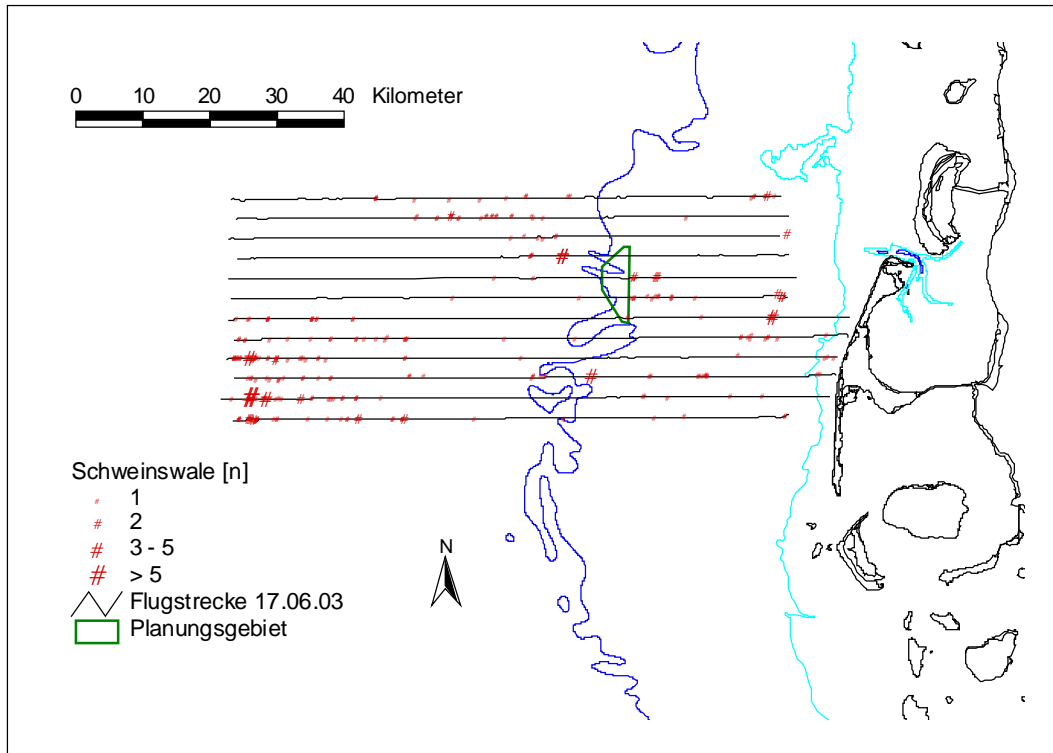 0 10 20 30 40 Kilometer
Schweinswale [n]
1
2
3 - 5
> 5
Flugstrecke 17.06.03
Planungsgebiet
N